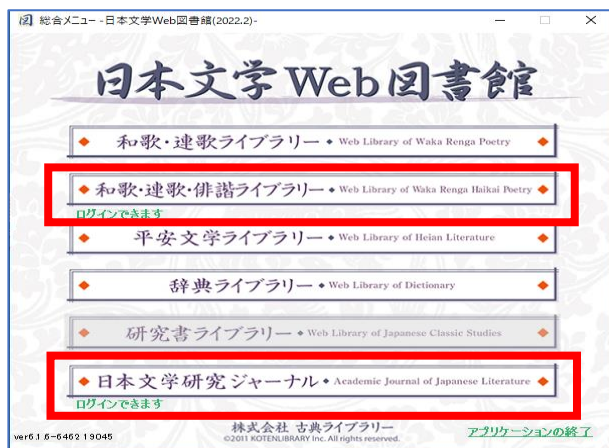 総合メニュー -日本文学Web図書館(2022.2)-
日本文学Web図書館
和歌・連歌ライブラリー Web Library of Waka Renga Poetry
和歌・連歌・俳諧ライブラリー Web Library of Waka Renga Haikai Poetry
ログインできます
平安文学ライブラリー Web Library of Heian Literature
辞典ライブラリー Web Library of Dictionary
研究書ライブラリー Web Library of Japanese Classic Studies
日本文学研究ジャーナル Academic Journal of Japanese Literature
ログインできます
株式会社 古典ライブラリー
ver6.1.6-6462 19045
©2011 KOTENLIBRARY Inc. All rights reserved.
アプリケーションの終了